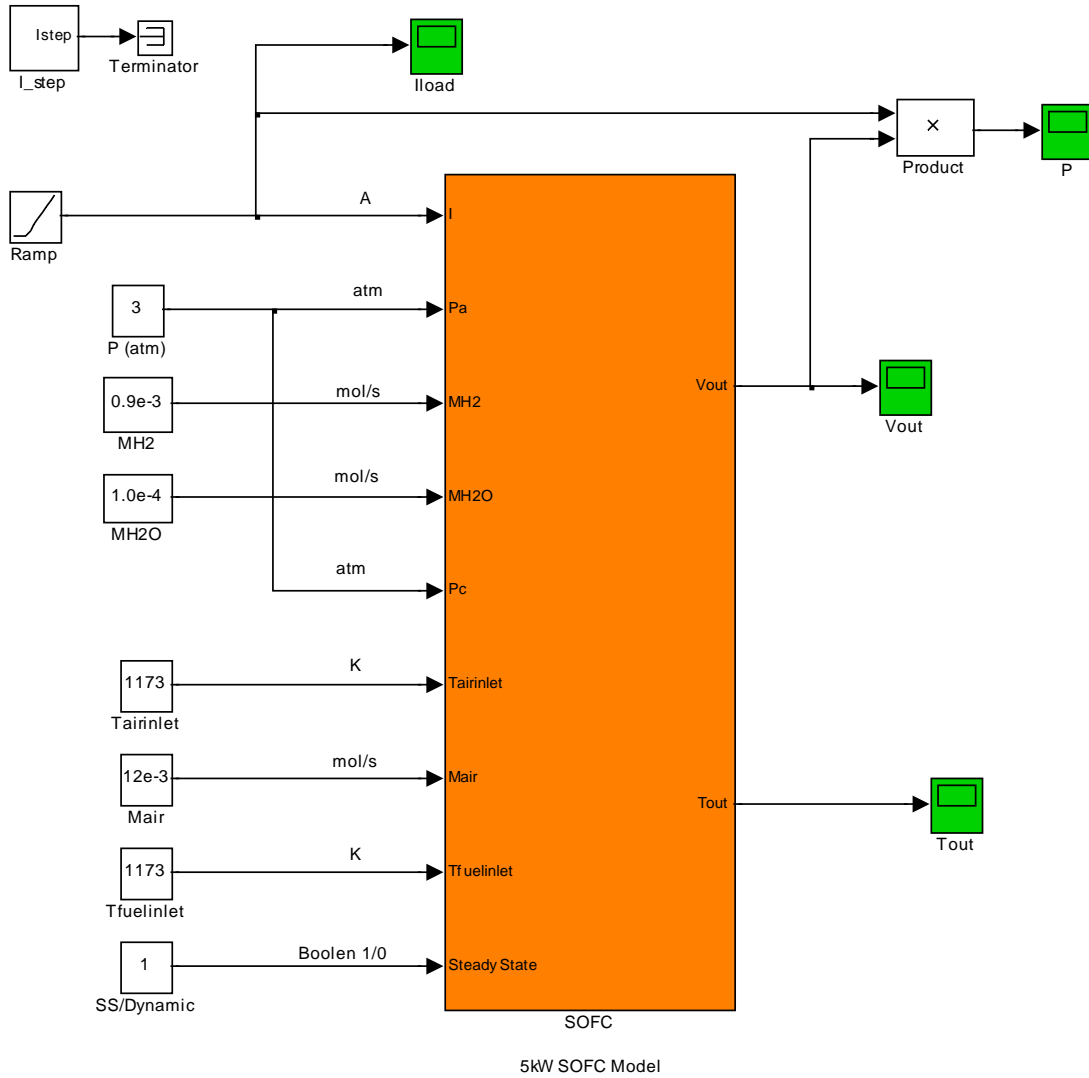 Istep
I_step
Terminator
Iload
×
Product
P
Ramp
A
I
3
P (atm)
atm
Pa
0.9e-3
MH2
mol/s
MH2
Vout
Vout
1.0e-4
MH2O
mol/s
MH2O
atm
Pc
1173
Tairinlet
K
Tairinlet
12e-3
Mair
mol/s
Mair
Tout
Tout
1173
Tfuelinlet
K
Tfuelinlet
1
SS/Dynamic
Boolen 1/0
Steady State
SOFC
5kW SOFC Model